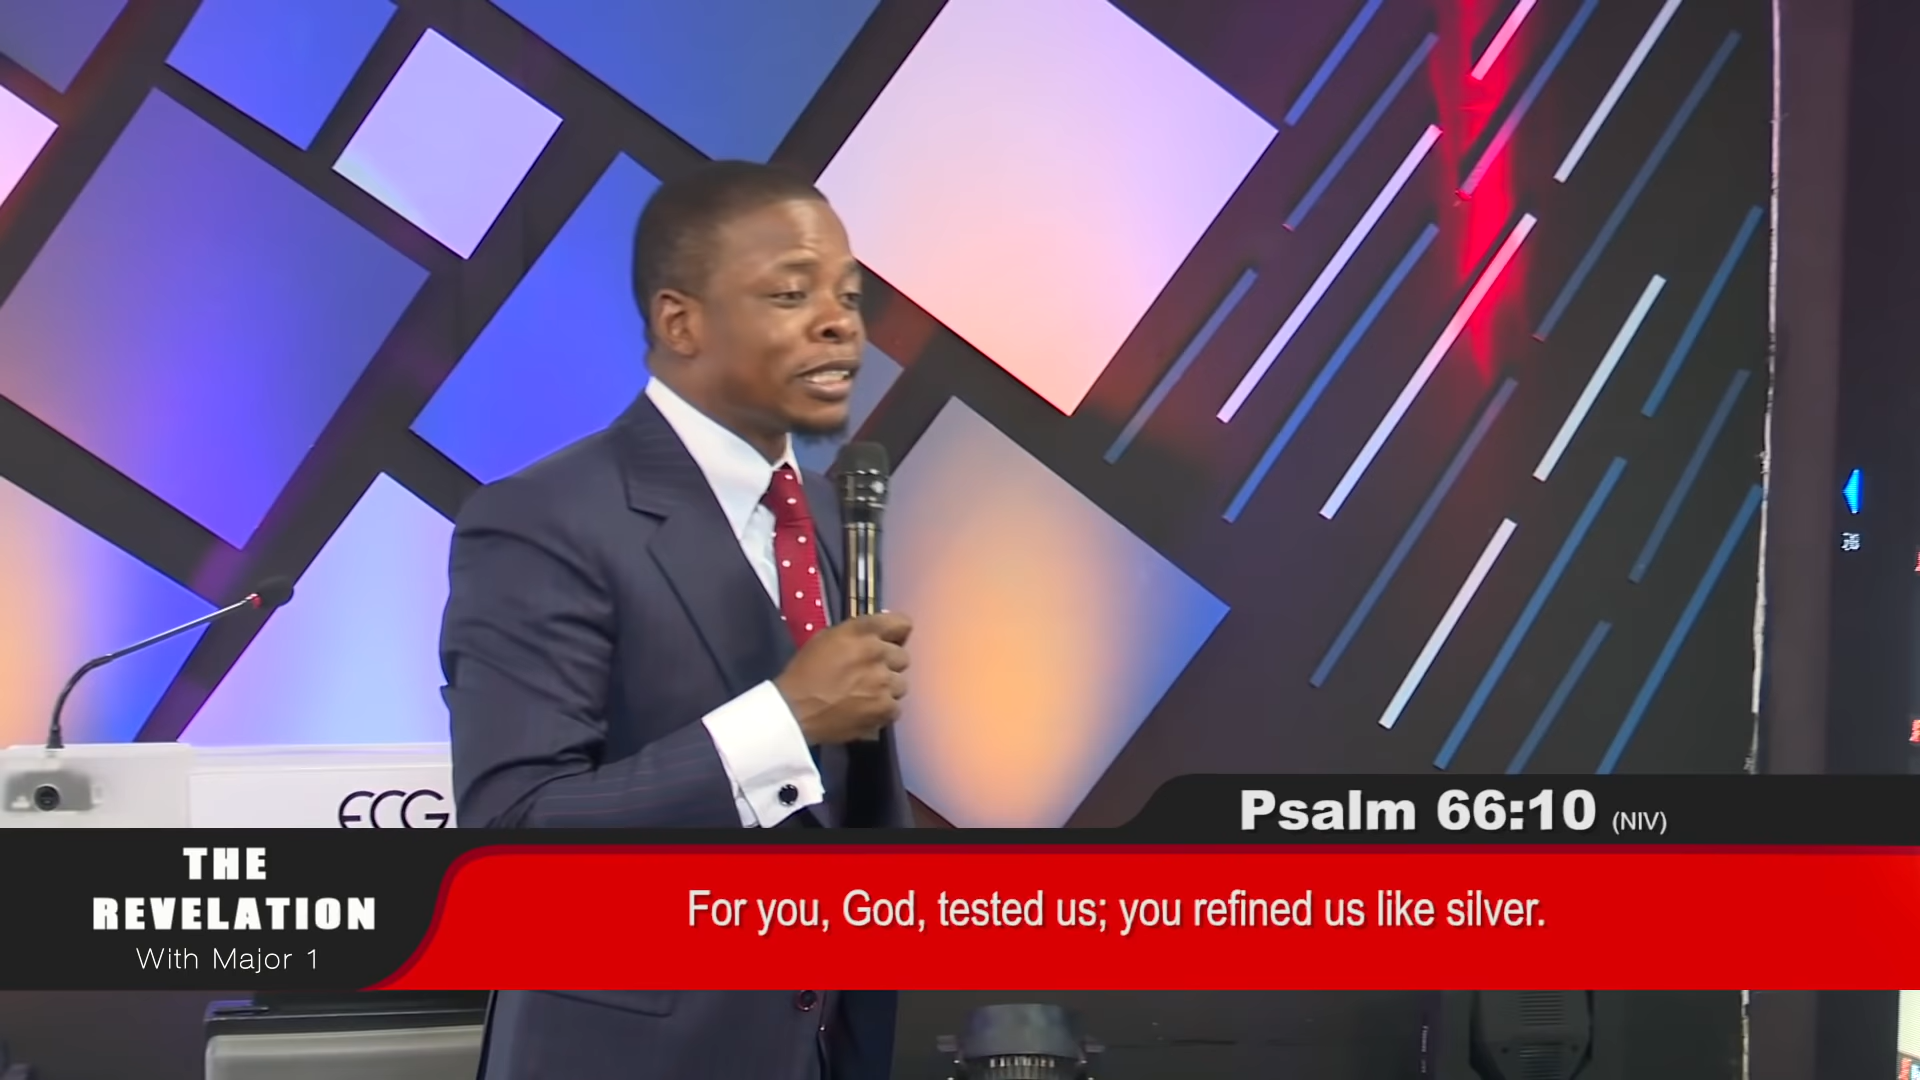 ECG
Psalm 66:10 (NIV)
THE
REVELATION
With Major 1
For you, God, tested us; you refined us like silver.